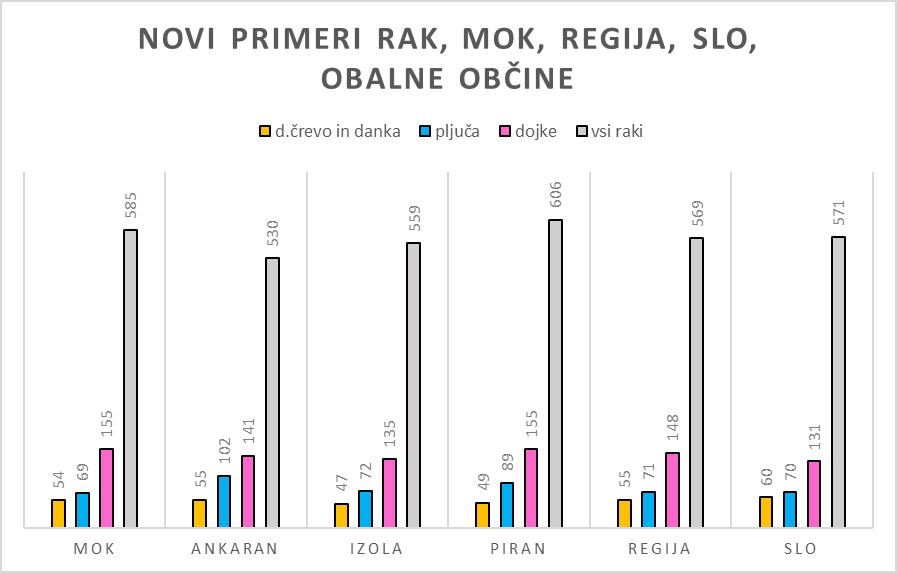 NOVI PRIMERI RAK, MOK, REGIJA, SLO,
OBALNE OBČINE
d.črevo in danka pljuča dojke vsi raki
54 69 155 585
55 102 141 530
47 72 135 559
49 89 155 606
55 71 148 569
60 70 131 571
MOK ANKARAN IZOLA PIRAN REGIJA SLO